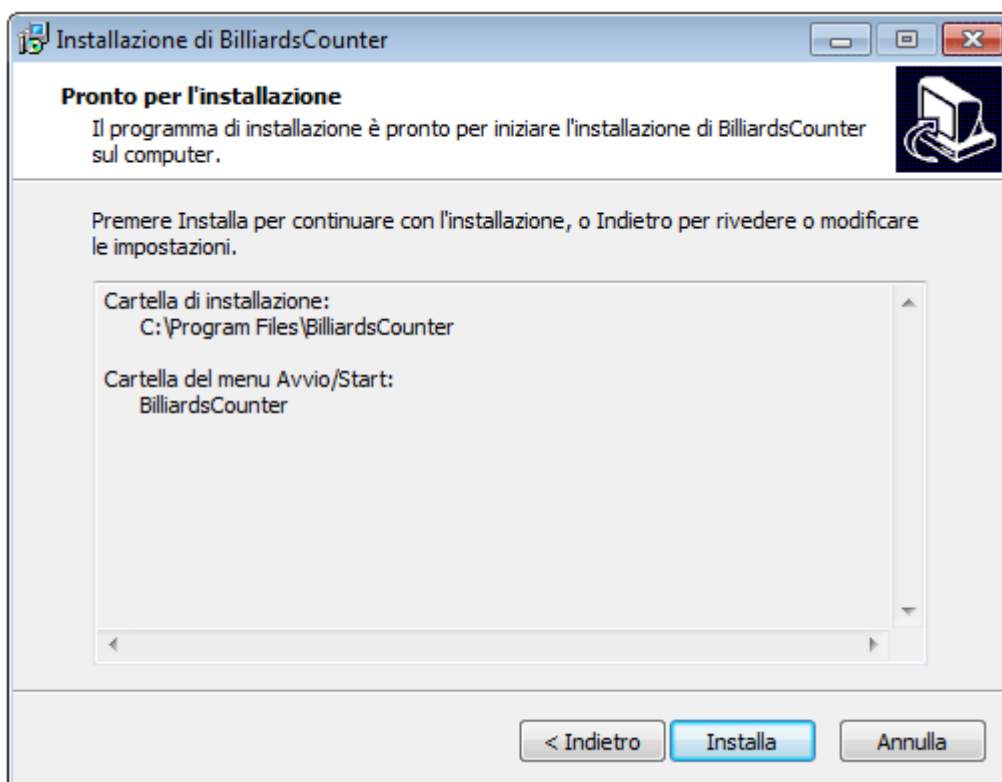 Installazione di BilliardsCounter
Pronto per l'installazione
Il programma di installazione è pronto per iniziare l'installazione di BilliardsCounter
sul computer.
Premere Installa per continuare con l'installazione, o Indietro per rivedere o modificare
le impostazioni.
Cartella di installazione:
C:\Program Files\BilliardsCounter
Cartella del menu Avvio/Start:
BilliardsCounter
< Indietro
Installa
Annulla